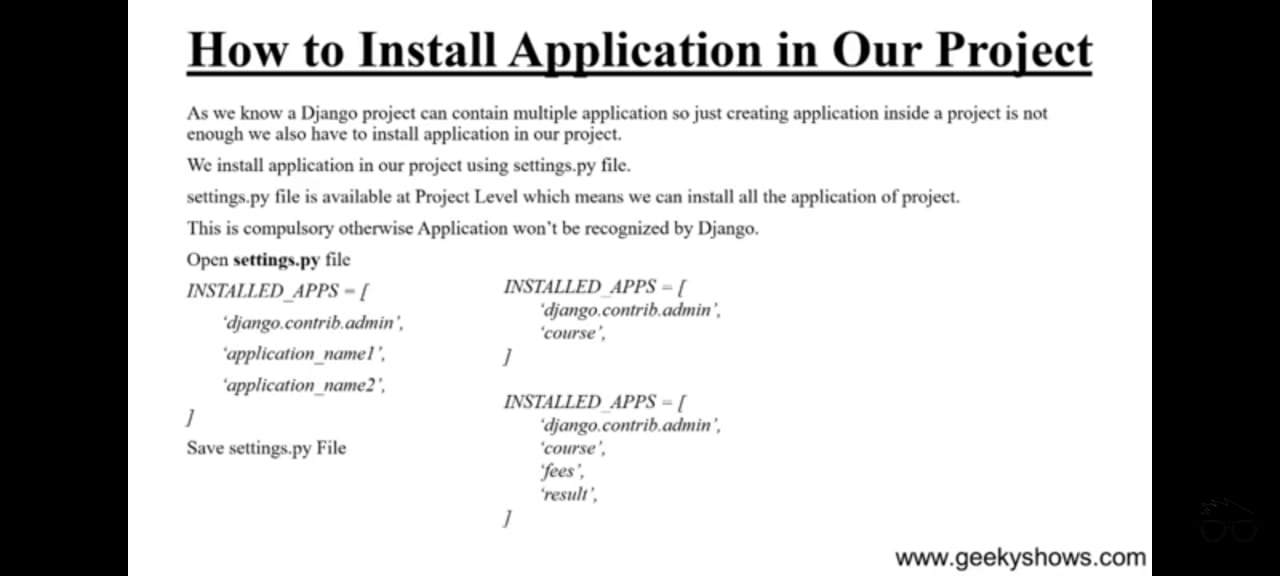 How to Install Application in Our Project
As we know a Django project can contain multiple application so just creating application inside a project is not
enough we also have to install application in our project.
We install application in our project using settings.py file.
settings.py file is available at Project Level which means we can install all the application of project.
This is compulsory otherwise Application won’t be recognized by Django.
Open settings.py file
INSTALLED_APPS = [
‘django.contrib.admin’,
‘application_name1’,
‘application_name2’,
]
Save settings.py File
INSTALLED_APPS = [
‘django.contrib.admin’,
‘course’,
]
INSTALLED_APPS = [
‘django.contrib.admin’,
‘course’,
‘fees’,
‘result’,
]
www.geekyshows.com